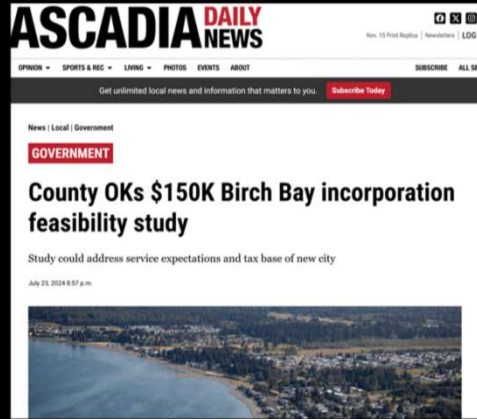 ASCADIA DAILY NEWS
Nov. 15 Print Replica | Newsletters | LOG
OPINION SPORTS & REC LIVING PHOTOS EVENTS ABOUT SUBSCRIBE ALL SE
Get unlimited local news and information that matters to you. Subscribe Today
News | Local | Government
GOVERNMENT
County OKs $150K Birch Bay incorporation
feasibility study
Study could address service expectations and tax base of new city
July 23, 2024 8:57 p.m.